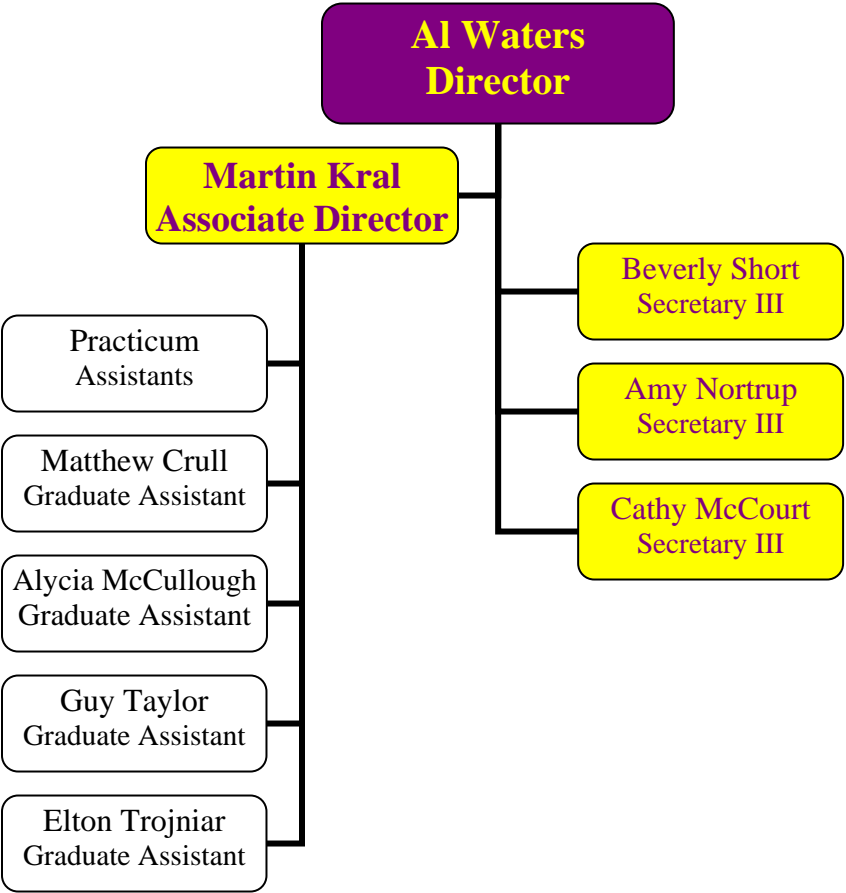 Al Waters
Director
Martin Kral
Associate Director
Beverly Short
Secretary III
Practicum
Assistants
Amy Nortrup
Secretary III
Matthew Crull
Graduate Assistant
Cathy McCourt
Secretary III
Alycia McCullough
Graduate Assistant
Guy Taylor
Graduate Assistant
Elton Trojniar
Graduate Assistant